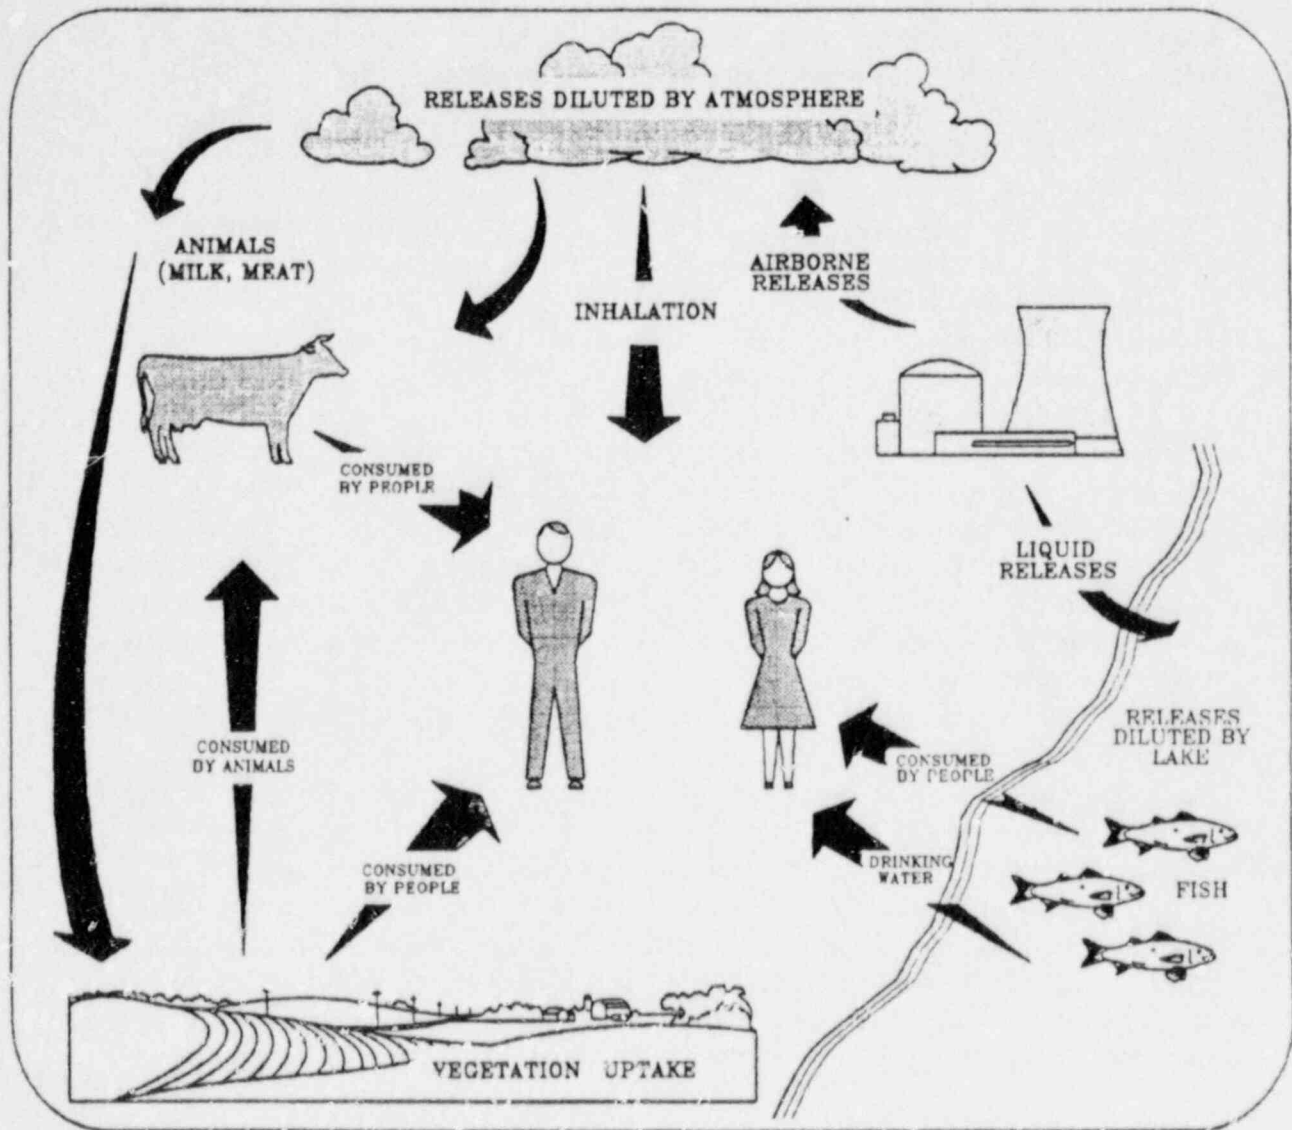 RELEASES DILUTED BY ATMOSPHERE
ANIMALS
(MILK, MEAT)
AIRBORNE
RELEASES
INHALATION
CONSUMED
BY PEOPLE
LIQUID
RELEASES
RELEASES
DILUTED BY
LAKE
CONSUMED
BY ANIMALS
CONSUMED
BY PEOPLE
CONSUMED
BY PEOPLE
DRINKING
WATER
FISH
VEGETATION UPTAKE